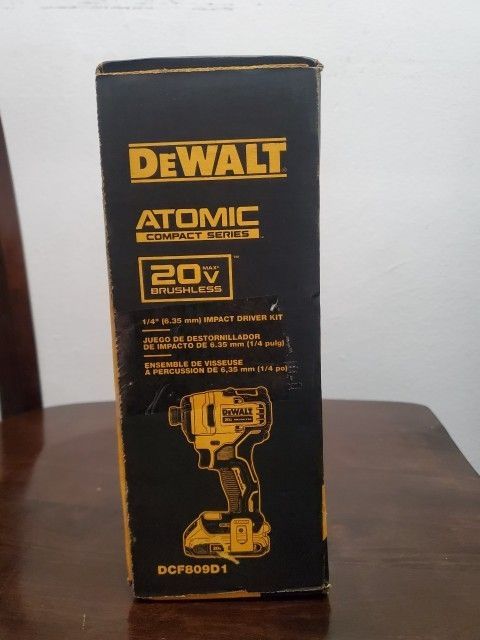 DEWALT
ATOMIC
COMPACT SERIES
20V MAX*
BRUSHLESS
1/4" (6.35 mm) IMPACT DRIVER KIT
JUEGO DE DESTORNILLADOR
DE IMPACTO DE 6.35 mm (1/4 pulg)
ENSEMBLE DE VISSEUSE
A PERCUSSION DE 6,35 mm (1/4 po)
DEWALT
DCF809D1